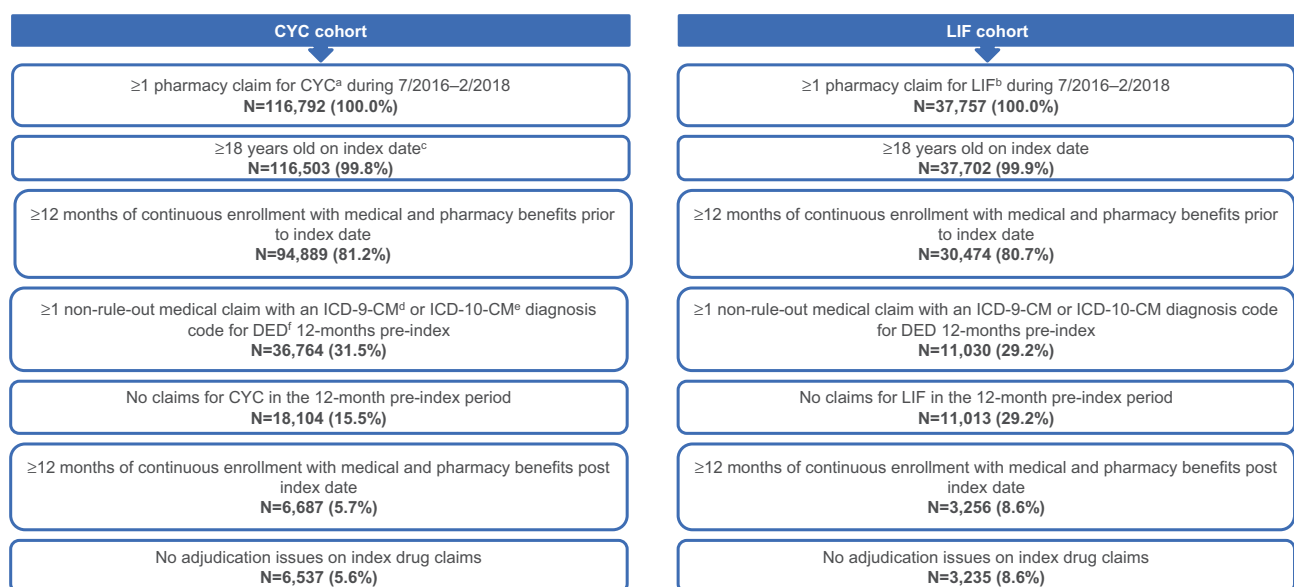 CYC cohort
≥1 pharmacy claim for CYCᵃ during 7/2016–2/2018
N=116,792 (100.0%)
≥18 years old on index dateᶜ
N=116,503 (99.8%)
≥12 months of continuous enrollment with medical and pharmacy benefits prior
to index date
N=94,889 (81.2%)
≥1 non-rule-out medical claim with an ICD-9-CMᵈ or ICD-10-CMᵉ diagnosis
code for DEDᶠ 12-months pre-index
N=36,764 (31.5%)
No claims for CYC in the 12-month pre-index period
N=18,104 (15.5%)
≥12 months of continuous enrollment with medical and pharmacy benefits post
index date
N=6,687 (5.7%)
No adjudication issues on index drug claims
N=6,537 (5.6%)
LIF cohort
≥1 pharmacy claim for LIFᵇ during 7/2016–2/2018
N=37,757 (100.0%)
≥18 years old on index date
N=37,702 (99.9%)
≥12 months of continuous enrollment with medical and pharmacy benefits prior
to index date
N=30,474 (80.7%)
≥1 non-rule-out medical claim with an ICD-9-CM or ICD-10-CM diagnosis code
for DED 12-months pre-index
N=11,030 (29.2%)
No claims for LIF in the 12-month pre-index period
N=11,013 (29.2%)
≥12 months of continuous enrollment with medical and pharmacy benefits post
index date
N=3,256 (8.6%)
No adjudication issues on index drug claims
N=3,235 (8.6%)